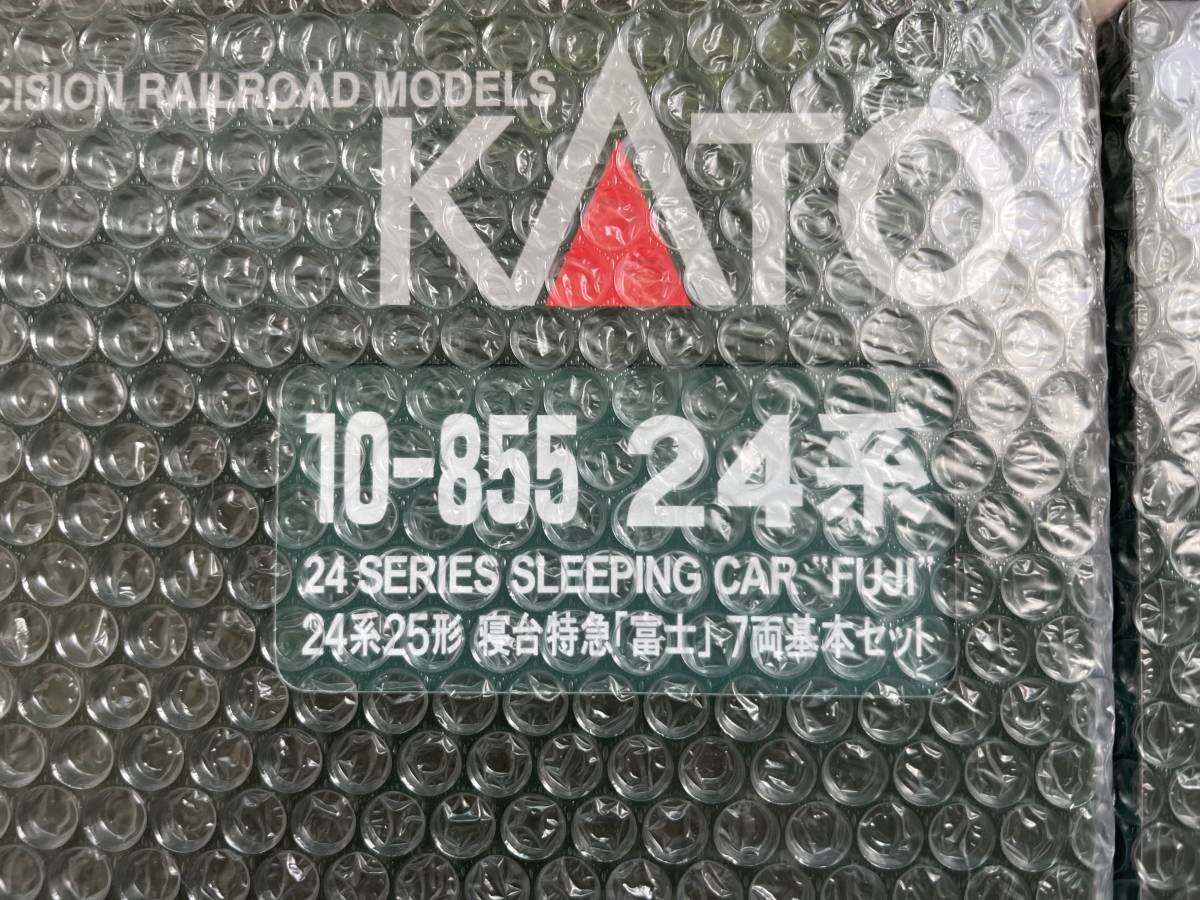 CISION RAILROAD MODELS
KATO
10-855 24系
24 SERIES SLEEPING CAR "FUJI"
24系25形 寝台特急「富士」7両基本セット